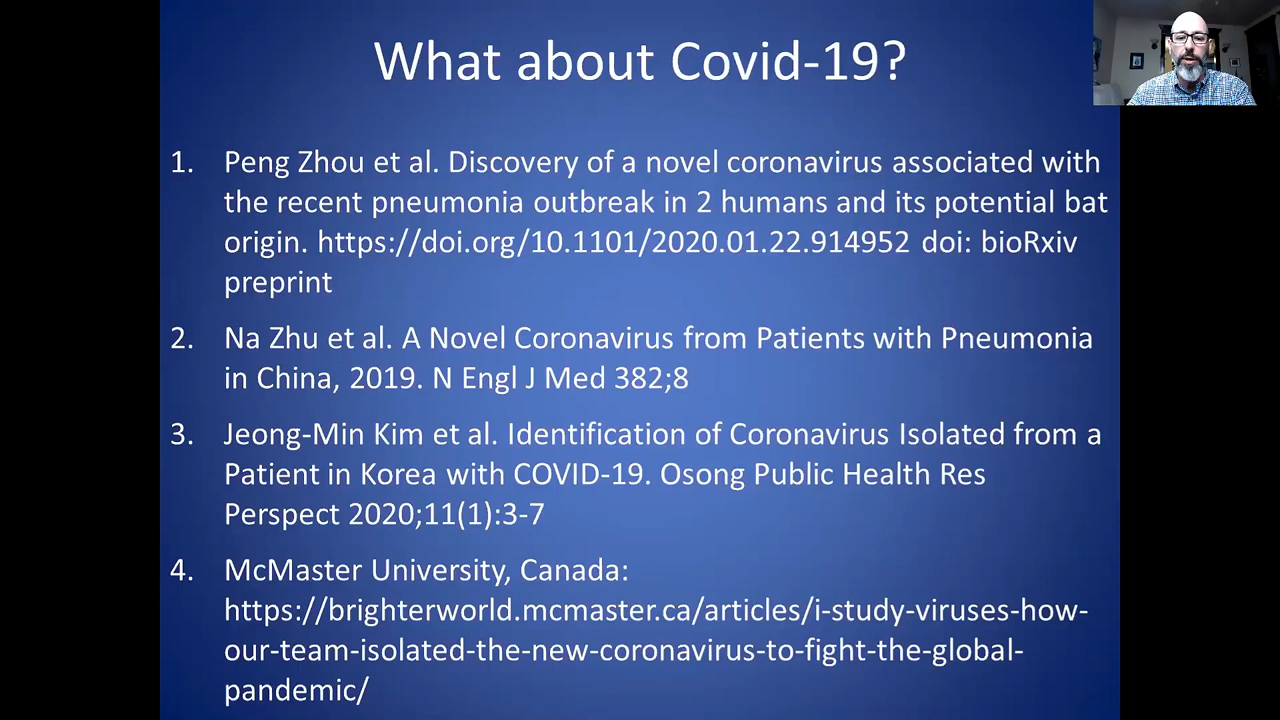 What about Covid-19?
1. Peng Zhou et al. Discovery of a novel coronavirus associated with
the recent pneumonia outbreak in 2 humans and its potential bat
origin. https://doi.org/10.1101/2020.01.22.914952 doi: bioRxiv
preprint
2. Na Zhu et al. A Novel Coronavirus from Patients with Pneumonia
in China, 2019. N Engl J Med 382;8
3. Jeong-Min Kim et al. Identification of Coronavirus Isolated from a
Patient in Korea with COVID-19. Osong Public Health Res
Perspect 2020;11(1):3-7
4. McMaster University, Canada:
https://brighterworld.mcmaster.ca/articles/i-study-viruses-how-
our-team-isolated-the-new-coronavirus-to-fight-the-global-
pandemic/